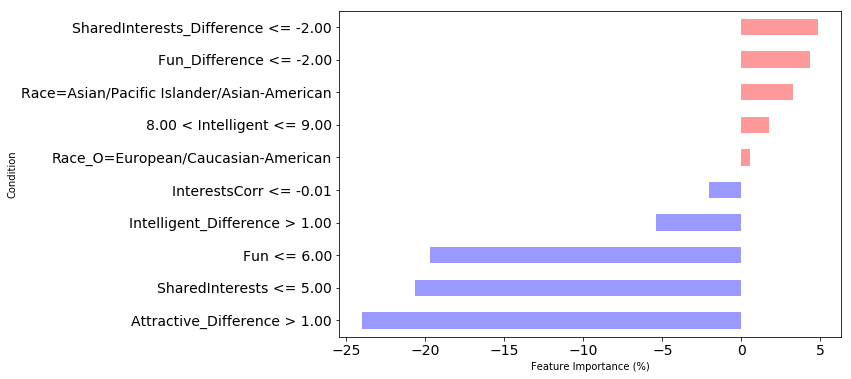 SharedInterests_Difference <= -2.00
Fun_Difference <= -2.00
Race=Asian/Pacific Islander/Asian-American
8.00 < Intelligent <= 9.00
Race_O=European/Caucasian-American
InterestsCorr <= -0.01
Intelligent_Difference > 1.00
Fun <= 6.00
SharedInterests <= 5.00
Attractive_Difference > 1.00
Condition
−25 −20 −15 −10 −5 0 5
Feature Importance (%)